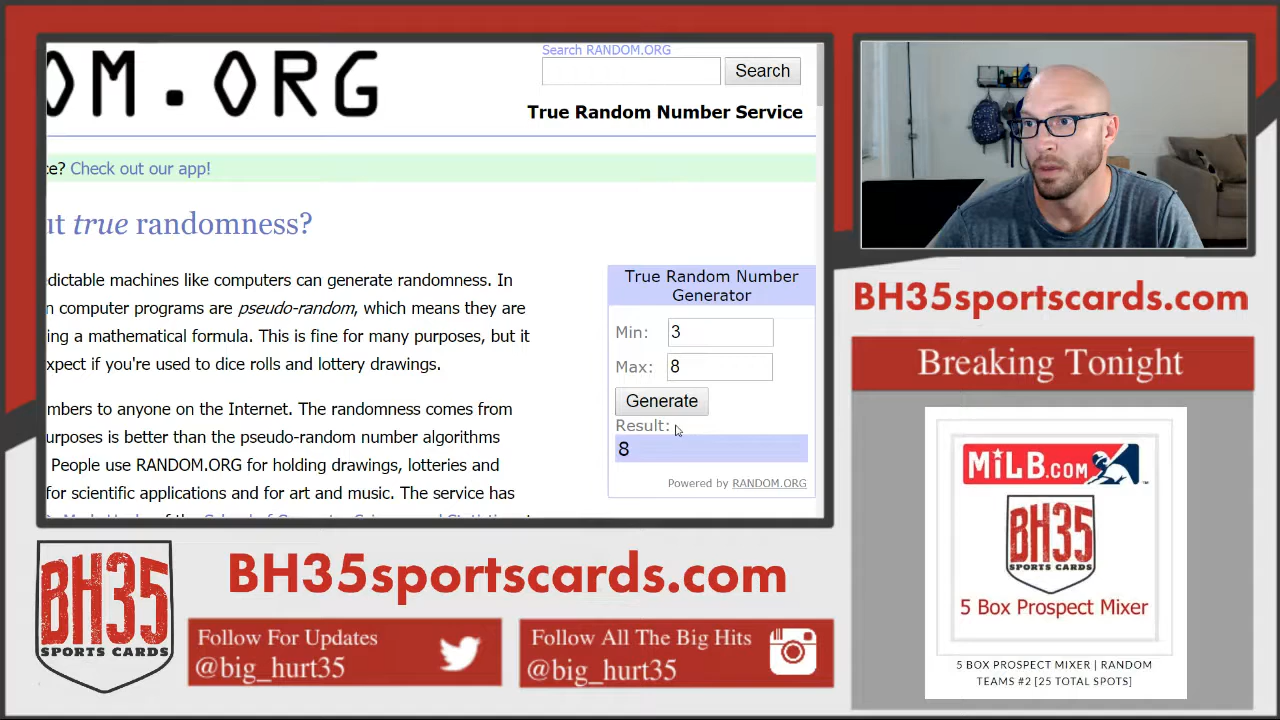 OM.ORG
Search RANDOM.ORG
Search
True Random Number Service
ce? Check out our app!
ut true randomness?
edictable machines like computers can generate randomness. In
n computer programs are pseudo-random, which means they are
ing a mathematical formula. This is fine for many purposes, but it
xpect if you're used to dice rolls and lottery drawings.
mbers to anyone on the Internet. The randomness comes from
urposes is better than the pseudo-random number algorithms
People use RANDOM.ORG for holding drawings, lotteries and
for scientific applications and for art and music. The service has
True Random Number
Generator
Min: 3
Max: 8
Generate
Result:
8
Powered by RANDOM.ORG
BH35sportscards.com
Breaking Tonight
MiLB.COM
TM
BH35
SPORTS CARDS
5 Box Prospect Mixer
5 BOX PROSPECT MIXER | RANDOM
TEAMS #2 [25 TOTAL SPOTS]
BH35
SPORTS CARDS
BH35sportscards.com
Follow For Updates
@big_hurt35
Follow All The Big Hits
@big_hurt35